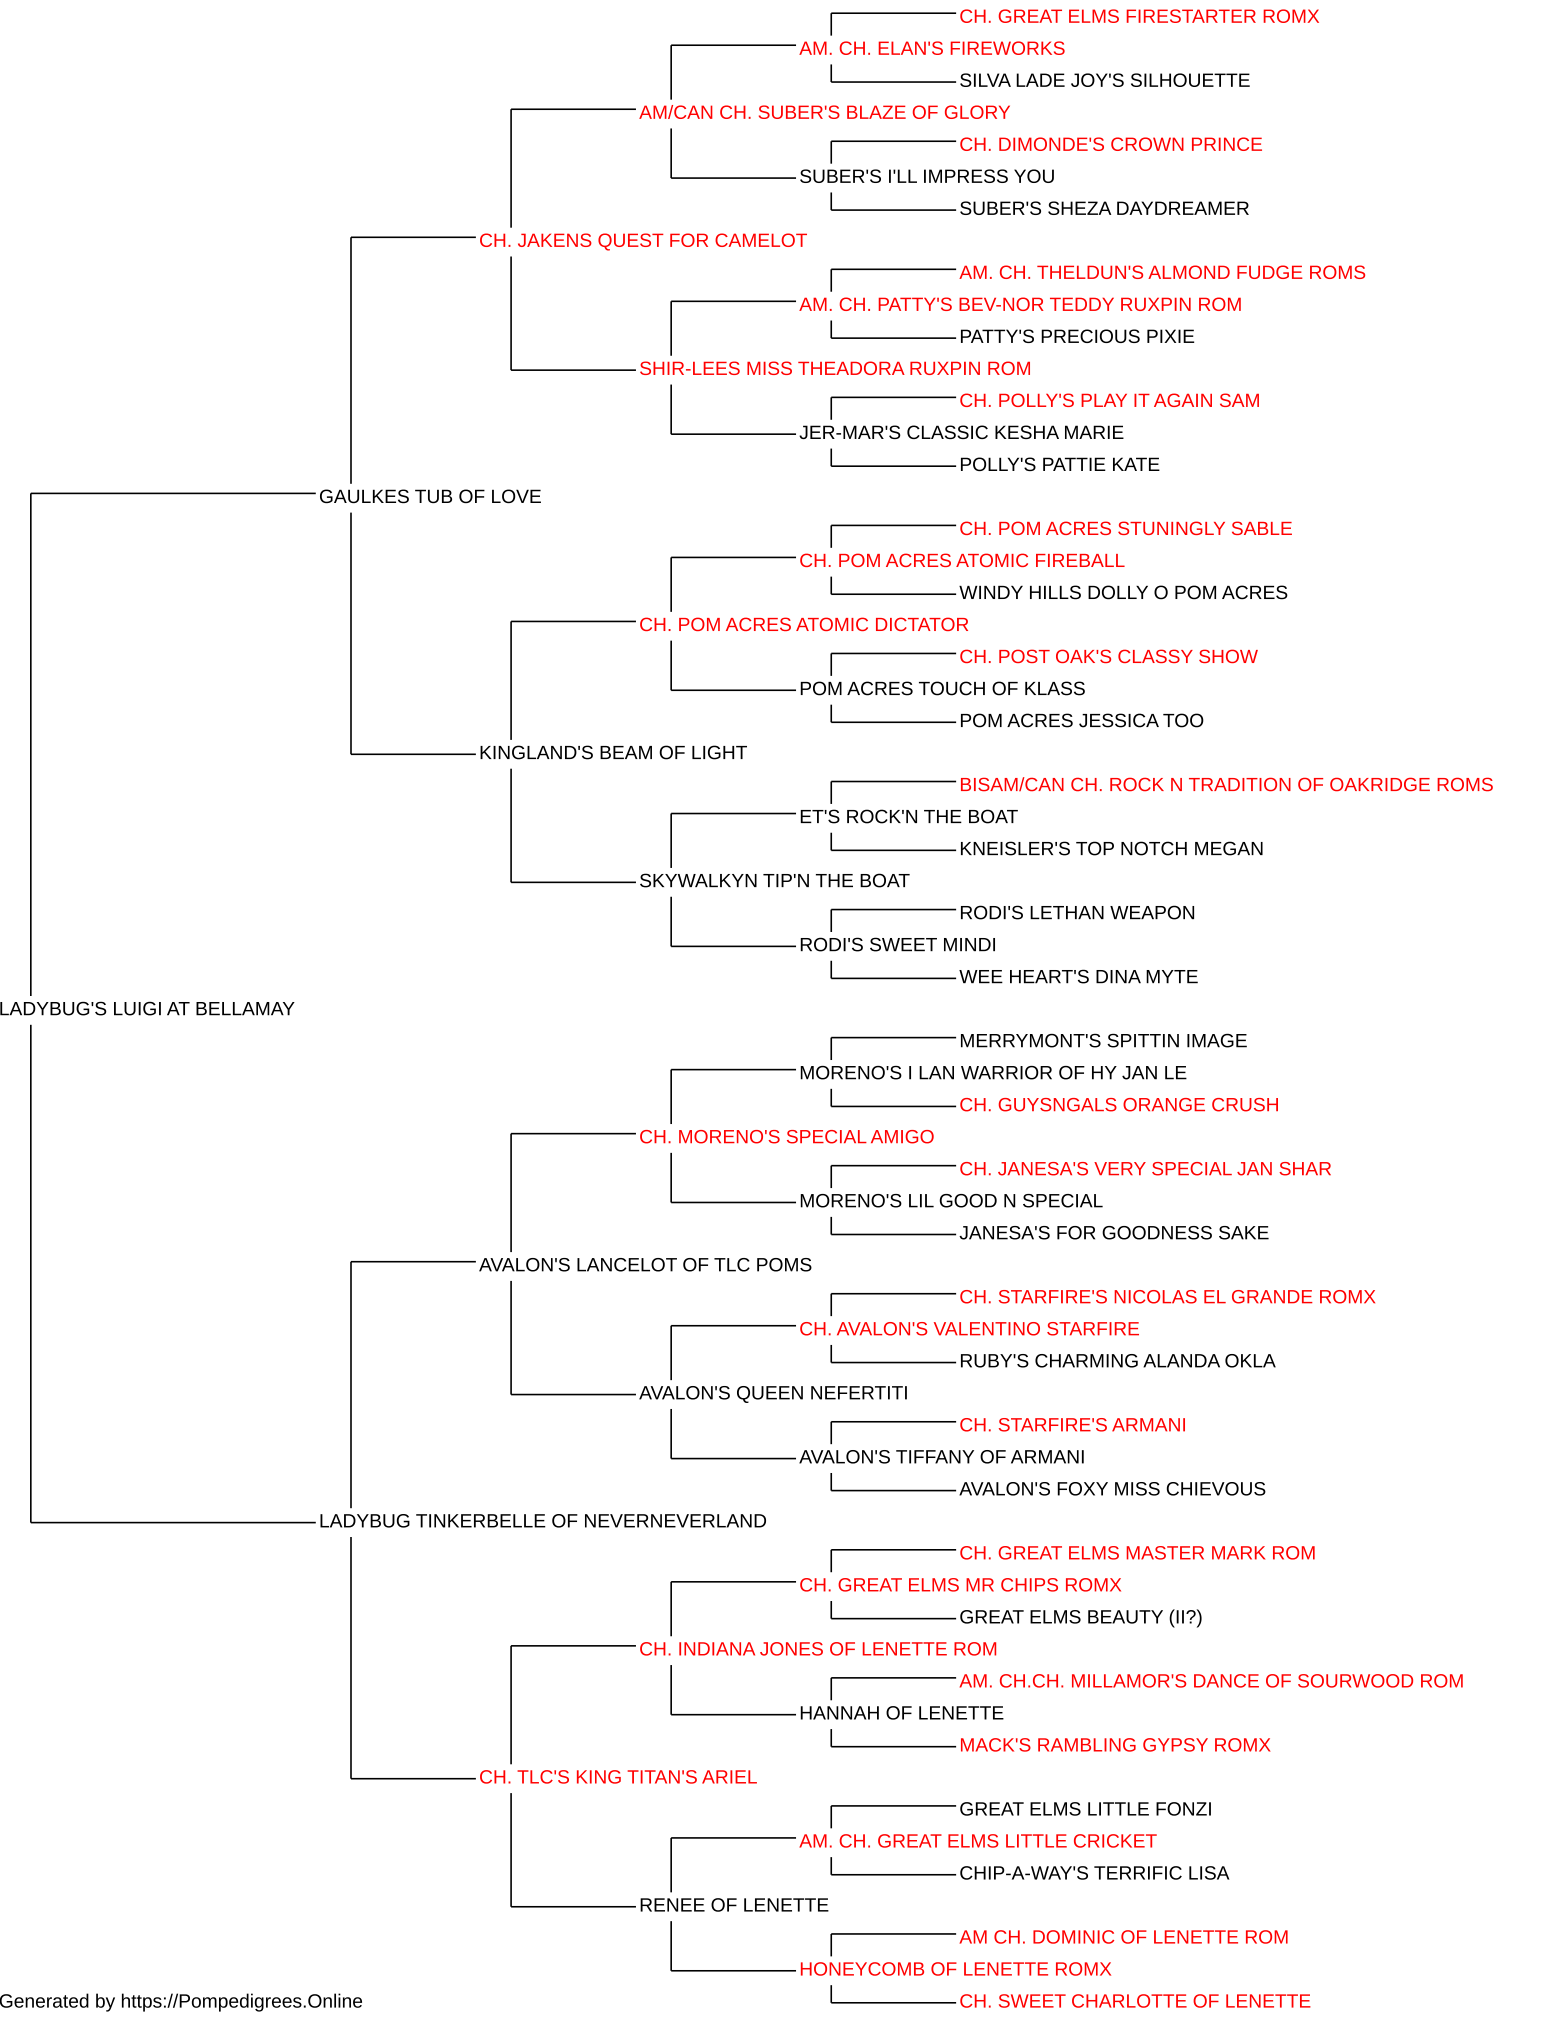 CH. GREAT ELMS FIRESTARTER ROMX
AM. CH. ELAN'S FIREWORKS
SILVA LADE JOY'S SILHOUETTE
AM/CAN CH. SUBER'S BLAZE OF GLORY
CH. DIMONDE'S CROWN PRINCE
SUBER'S I'LL IMPRESS YOU
SUBER'S SHEZA DAYDREAMER
CH. JAKENS QUEST FOR CAMELOT
AM. CH. THELDUN'S ALMOND FUDGE ROMS
AM. CH. PATTY'S BEV-NOR TEDDY RUXPIN ROM
PATTY'S PRECIOUS PIXIE
SHIR-LEES MISS THEADORA RUXPIN ROM
CH. POLLY'S PLAY IT AGAIN SAM
JER-MAR'S CLASSIC KESHA MARIE
POLLY'S PATTIE KATE
GAULKES TUB OF LOVE
CH. POM ACRES STUNINGLY SABLE
CH. POM ACRES ATOMIC FIREBALL
WINDY HILLS DOLLY O POM ACRES
CH. POM ACRES ATOMIC DICTATOR
CH. POST OAK'S CLASSY SHOW
POM ACRES TOUCH OF KLASS
POM ACRES JESSICA TOO
KINGLAND'S BEAM OF LIGHT
BISAM/CAN CH. ROCK N TRADITION OF OAKRIDGE ROMS
ET'S ROCK'N THE BOAT
KNEISLER'S TOP NOTCH MEGAN
SKYWALKYN TIP'N THE BOAT
RODI'S LETHAN WEAPON
RODI'S SWEET MINDI
WEE HEART'S DINA MYTE
LADYBUG'S LUIGI AT BELLAMAY
MERRYMONT'S SPITTIN IMAGE
MORENO'S I LAN WARRIOR OF HY JAN LE
CH. GUYSNGALS ORANGE CRUSH
CH. MORENO'S SPECIAL AMIGO
CH. JANESA'S VERY SPECIAL JAN SHAR
MORENO'S LIL GOOD N SPECIAL
JANESA'S FOR GOODNESS SAKE
AVALON'S LANCELOT OF TLC POMS
CH. STARFIRE'S NICOLAS EL GRANDE ROMX
CH. AVALON'S VALENTINO STARFIRE
RUBY'S CHARMING ALANDA OKLA
AVALON'S QUEEN NEFERTITI
CH. STARFIRE'S ARMANI
AVALON'S TIFFANY OF ARMANI
AVALON'S FOXY MISS CHIEVOUS
LADYBUG TINKERBELLE OF NEVERNEVERLAND
CH. GREAT ELMS MASTER MARK ROM
CH. GREAT ELMS MR CHIPS ROMX
GREAT ELMS BEAUTY (II?)
CH. INDIANA JONES OF LENETTE ROM
AM. CH.CH. MILLAMOR'S DANCE OF SOURWOOD ROM
HANNAH OF LENETTE
MACK'S RAMBLING GYPSY ROMX
CH. TLC'S KING TITAN'S ARIEL
GREAT ELMS LITTLE FONZI
AM. CH. GREAT ELMS LITTLE CRICKET
CHIP-A-WAY'S TERRIFIC LISA
RENEE OF LENETTE
AM CH. DOMINIC OF LENETTE ROM
HONEYCOMB OF LENETTE ROMX
CH. SWEET CHARLOTTE OF LENETTE
Generated by https://Pompedigrees.Online